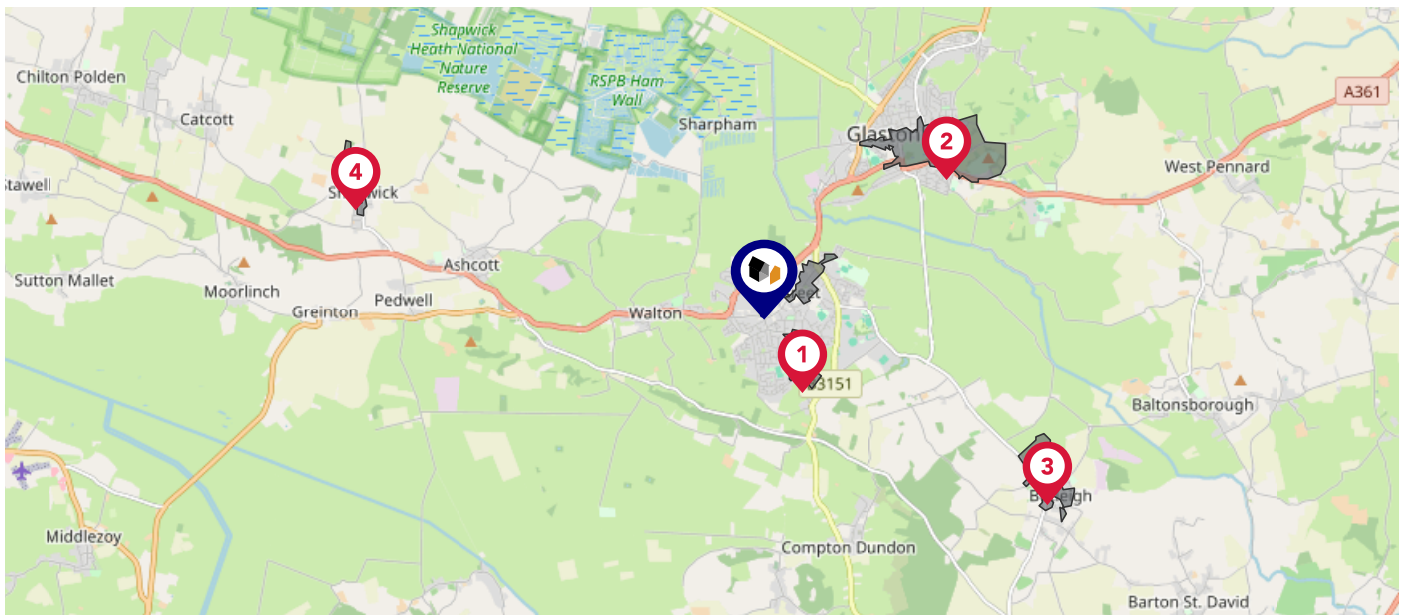 Shapwick
Heath National
Nature
Reserve
RSPB Ham
Wall
Chilton Polden
Catcott
Sharpham
A361
2
West Pennard
4
Stawell
Ashcott
Sutton Mallet
Moorlinch
Pedwell
Greinton
Walton
1
3151
Baltonsborough
3
Middlezoy
Compton Dundon
Barton St. David